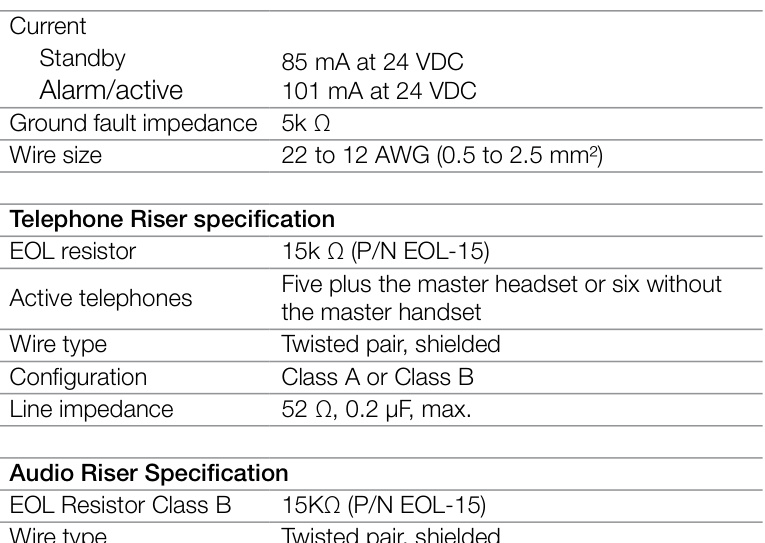 Current
Standby 85 mA at 24 VDC
Alarm/active 101 mA at 24 VDC
Ground fault impedance 5k Ω
Wire size 22 to 12 AWG (0.5 to 2.5 mm²)
Telephone Riser specification
EOL resistor 15k Ω (P/N EOL-15)
Active telephones Five plus the master headset or six without
the master handset
Wire type Twisted pair, shielded
Configuration Class A or Class B
Line impedance 52 Ω, 0.2 µF, max.
Audio Riser Specification
EOL Resistor Class B 15KΩ (P/N EOL-15)
Wire type Twisted pair, shielded